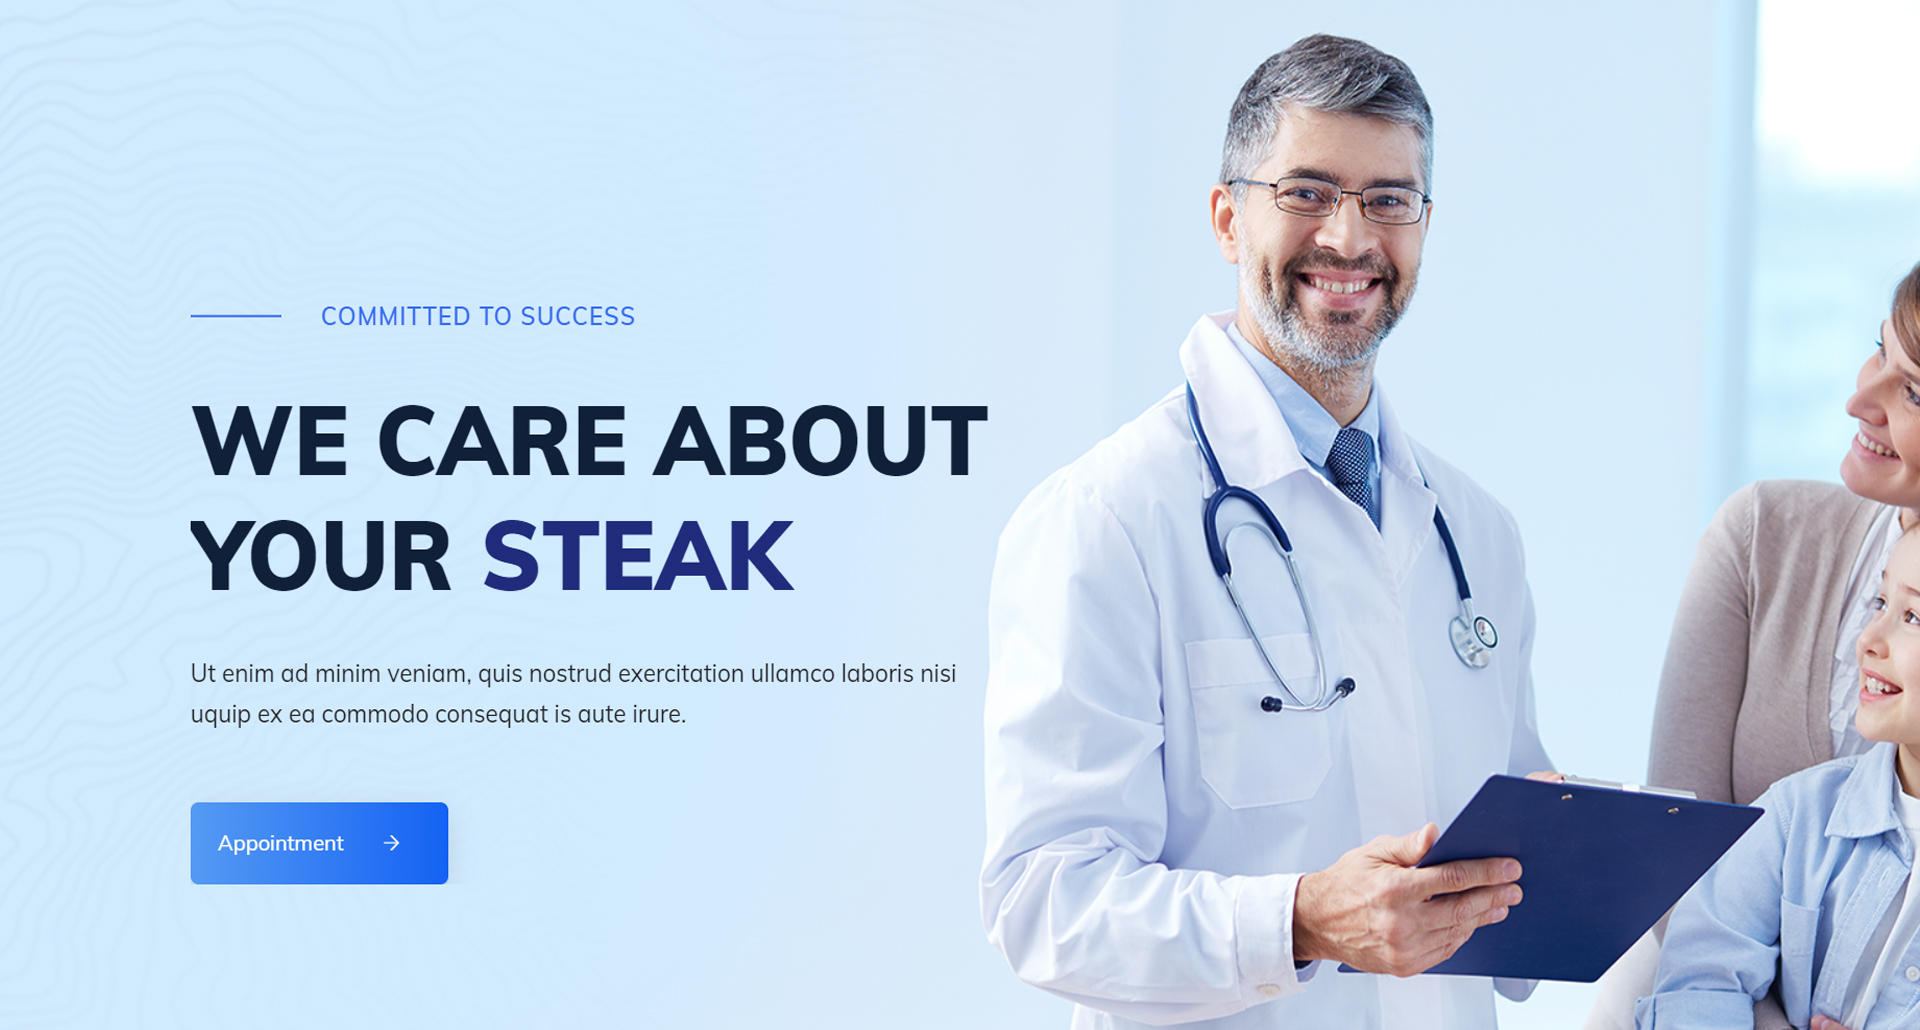 COMMITTED TO SUCCESS
WE CARE ABOUT
YOUR STEAK
Ut enim ad minim veniam, quis nostrud exercitation ullamco laboris nisi
uquip ex ea commodo consequat is aute irure.
Appointment